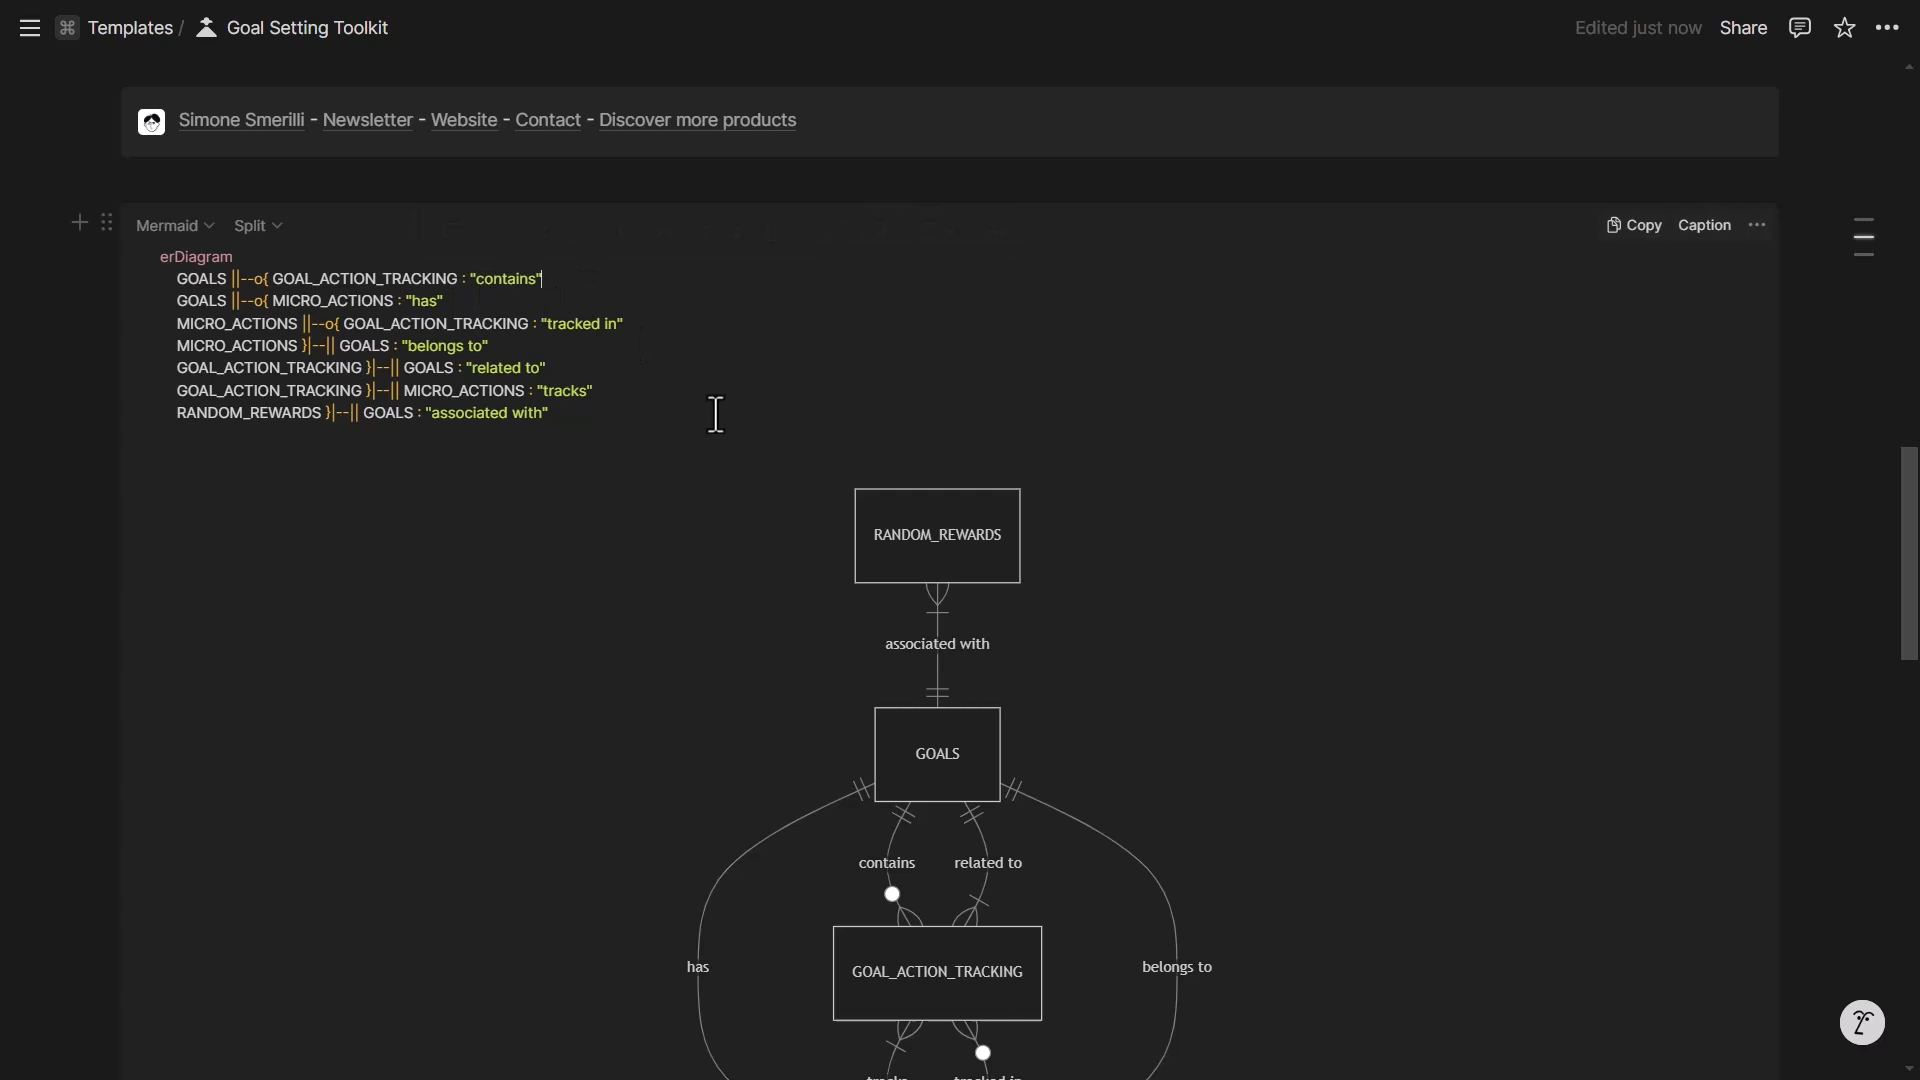 Templates / Goal Setting Toolkit
Edited just now Share
Simone Smerilli - Newsletter - Website - Contact - Discover more products
Mermaid Split
Copy Caption
erDiagram
GOALS ||--o{ GOAL_ACTION_TRACKING : "contains"
GOALS ||--o{ MICRO_ACTIONS : "has"
MICRO_ACTIONS ||--o{ GOAL_ACTION_TRACKING : "tracked in"
MICRO_ACTIONS }|--|| GOALS : "belongs to"
GOAL_ACTION_TRACKING }|--|| GOALS : "related to"
GOAL_ACTION_TRACKING }|--|| MICRO_ACTIONS : "tracks"
RANDOM_REWARDS }|--|| GOALS : "associated with"
RANDOM_REWARDS
associated with
GOALS
contains related to
has belongs to
GOAL_ACTION_TRACKING
tracks tracked in